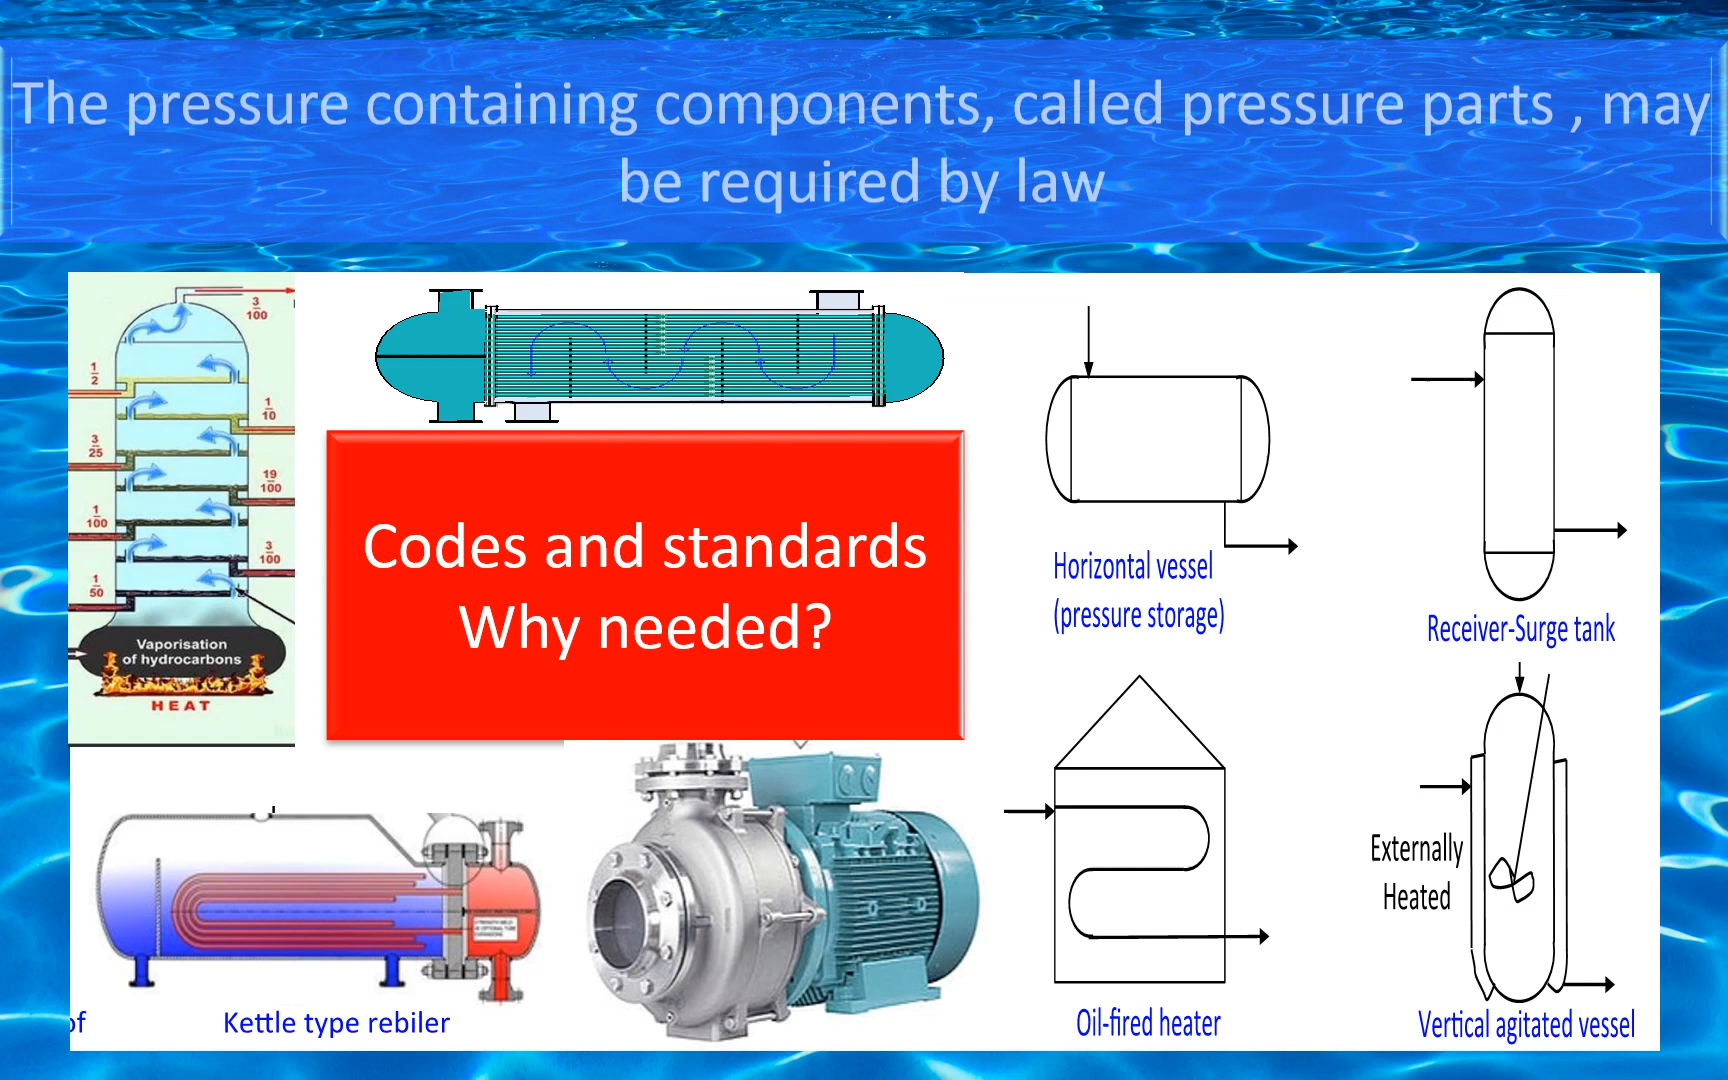 The pressure containing components, called pressure parts , may
be required by law
3
100
1
2
1
10
3
25
19
100
1
100
3
100
1
50
Vaporisation
of hydrocarbons
HEAT
Codes and standards
Why needed?
Horizontal vessel
(pressure storage)
Receiver-Surge tank
Externally
Heated
of
Kettle type rebiler
Oil-fired heater
Vertical agitated vessel